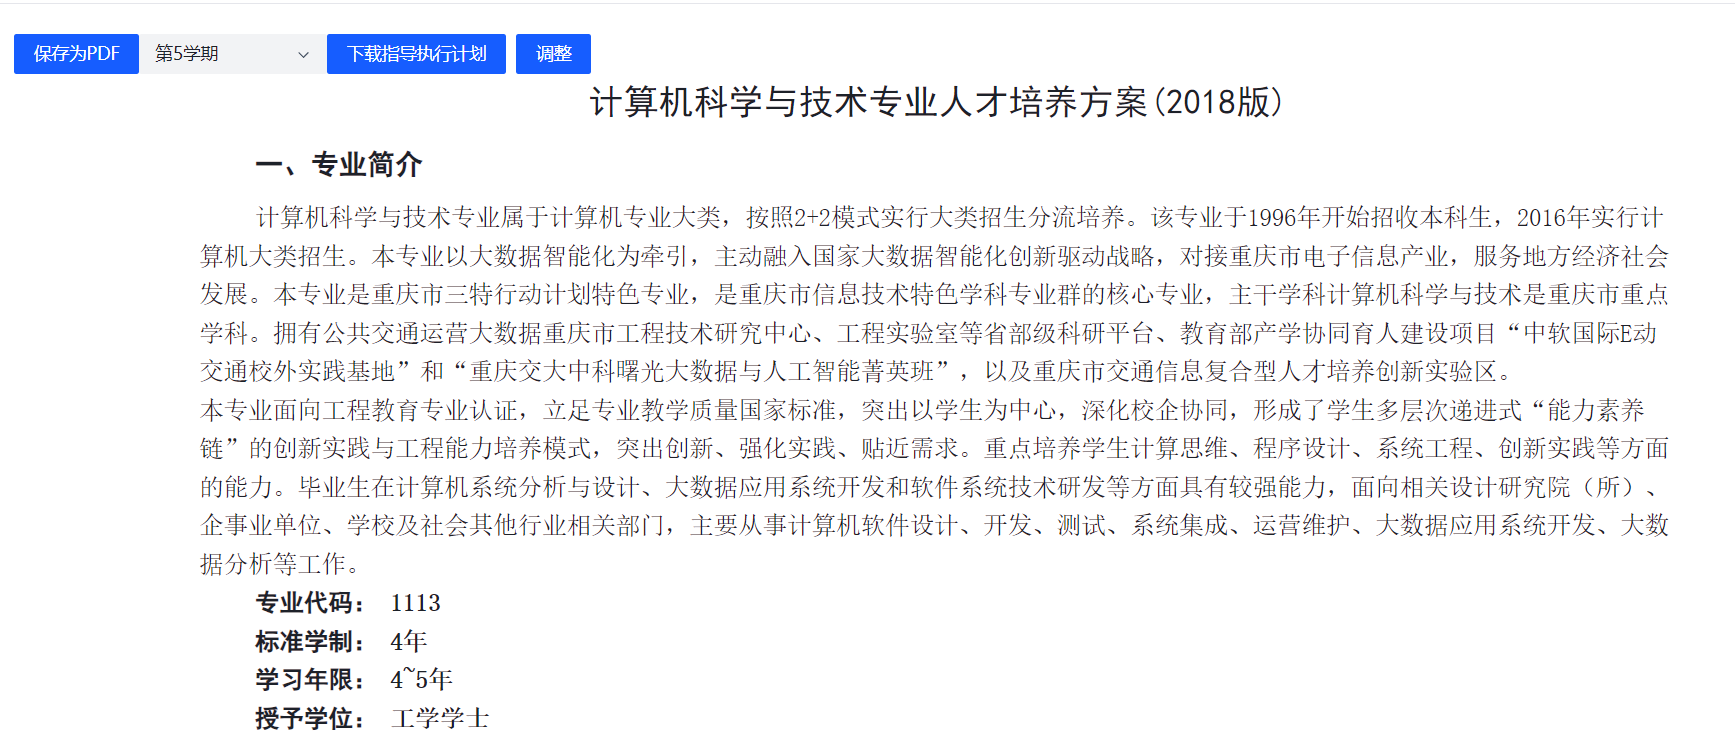 保存为PDF 第5学期 下载指导执行计划 调整
计算机科学与技术专业人才培养方案(2018版)
一、专业简介
计算机科学与技术专业属于计算机专业大类，按照2+2模式实行大类招生分流培养。该专业于1996年开始招收本科生，2016年实行计
算机大类招生。本专业以大数据智能化为牵引，主动融入国家大数据智能化创新驱动战略，对接重庆市电子信息产业，服务地方经济社会
发展。本专业是重庆市三特行动计划特色专业，是重庆市信息技术特色学科专业群的核心专业，主干学科计算机科学与技术是重庆市重点
学科。拥有公共交通运营大数据重庆市工程技术研究中心、工程实验室等省部级科研平台、教育部产学协同育人建设项目“中软国际E动
交通校外实践基地”和“重庆交大中科曙光大数据与人工智能菁英班”，以及重庆市交通信息复合型人才培养创新实验区。
本专业面向工程教育专业认证，立足专业教学质量国家标准，突出以学生为中心，深化校企协同，形成了学生多层次递进式“能力素养
链”的创新实践与工程能力培养模式，突出创新、强化实践、贴近需求。重点培养学生计算思维、程序设计、系统工程、创新实践等方面
的能力。毕业生在计算机系统分析与设计、大数据应用系统开发和软件系统技术研发等方面具有较强能力，面向相关设计研究院（所）、
企事业单位、学校及社会其他行业相关部门，主要从事计算机软件设计、开发、测试、系统集成、运营维护、大数据应用系统开发、大数
据分析等工作。
专业代码： 1113
标准学制： 4年
学习年限： 4~5年
授予学位： 工学学士